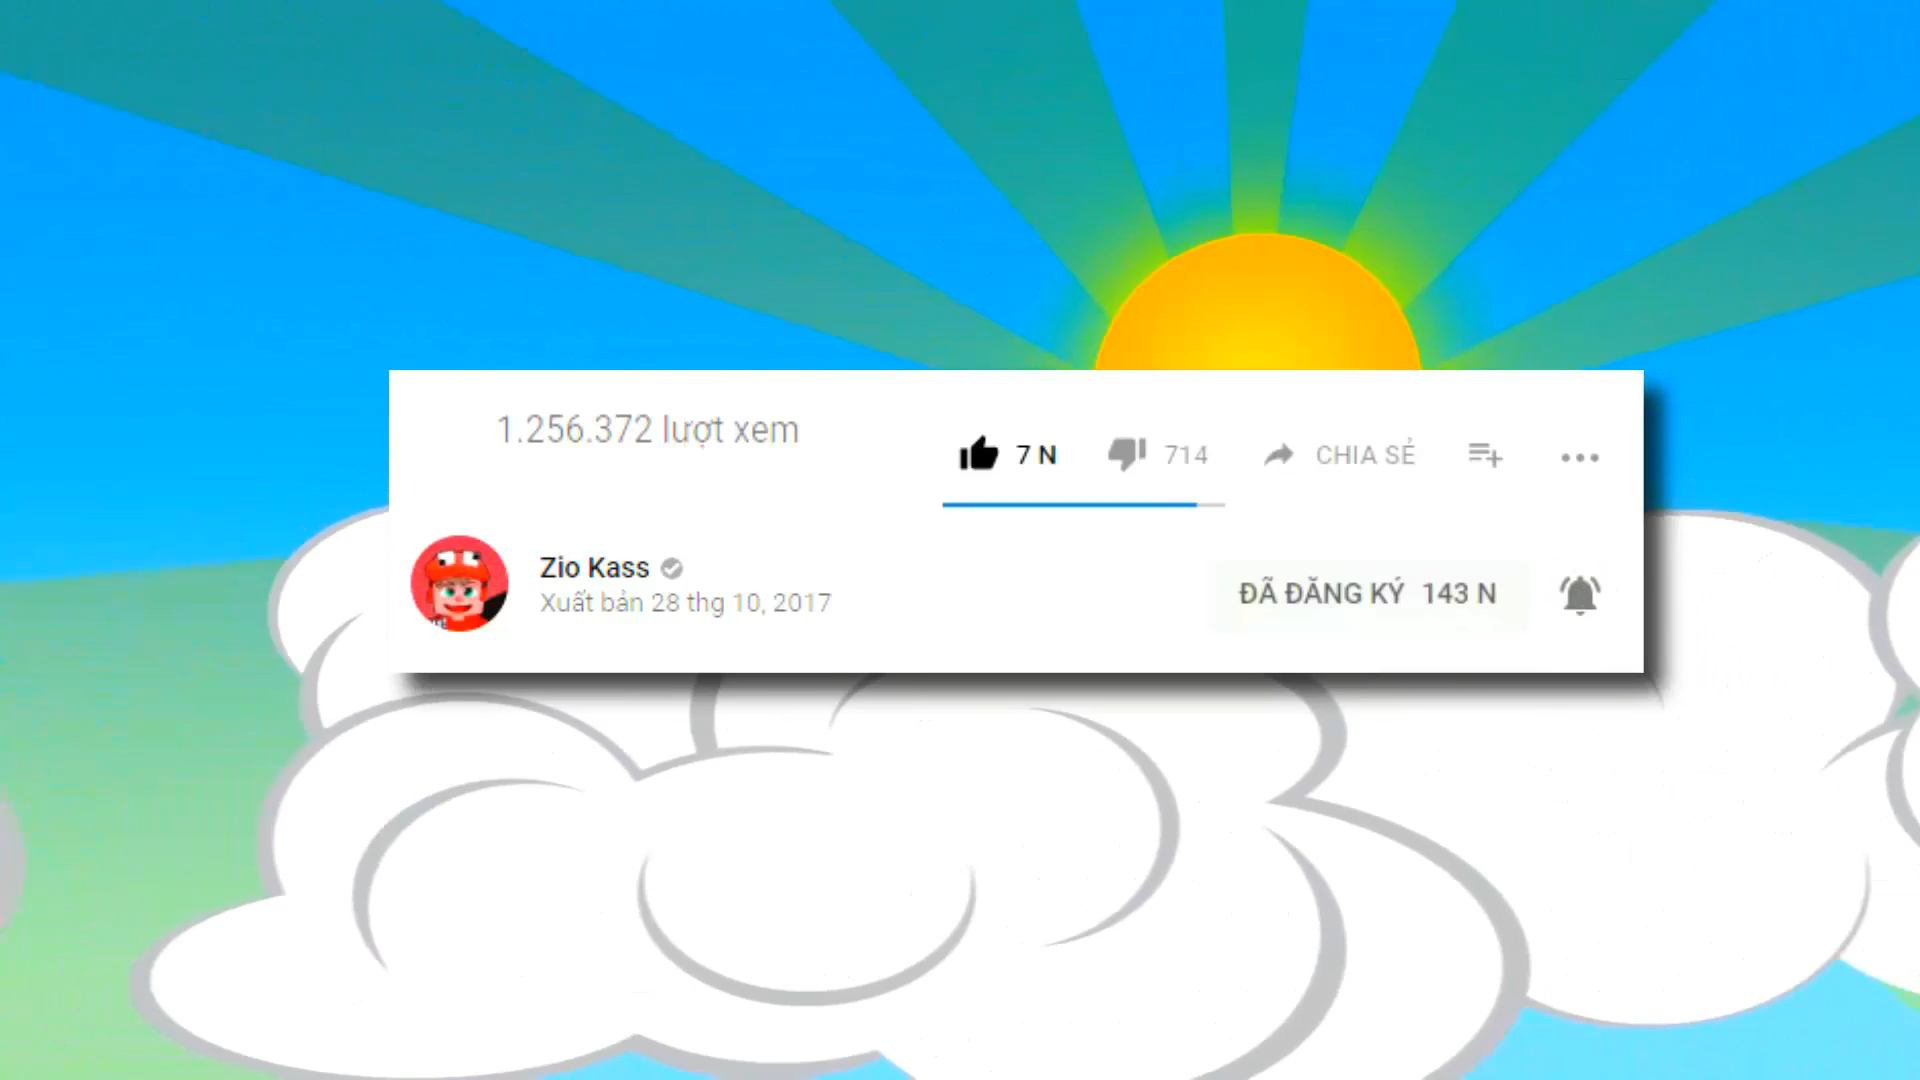 1.256.372 lượt xem
7 N 714 CHIA SẺ
Zio Kass
Xuất bản 28 thg 10, 2017
ĐÃ ĐĂNG KÝ 143 N